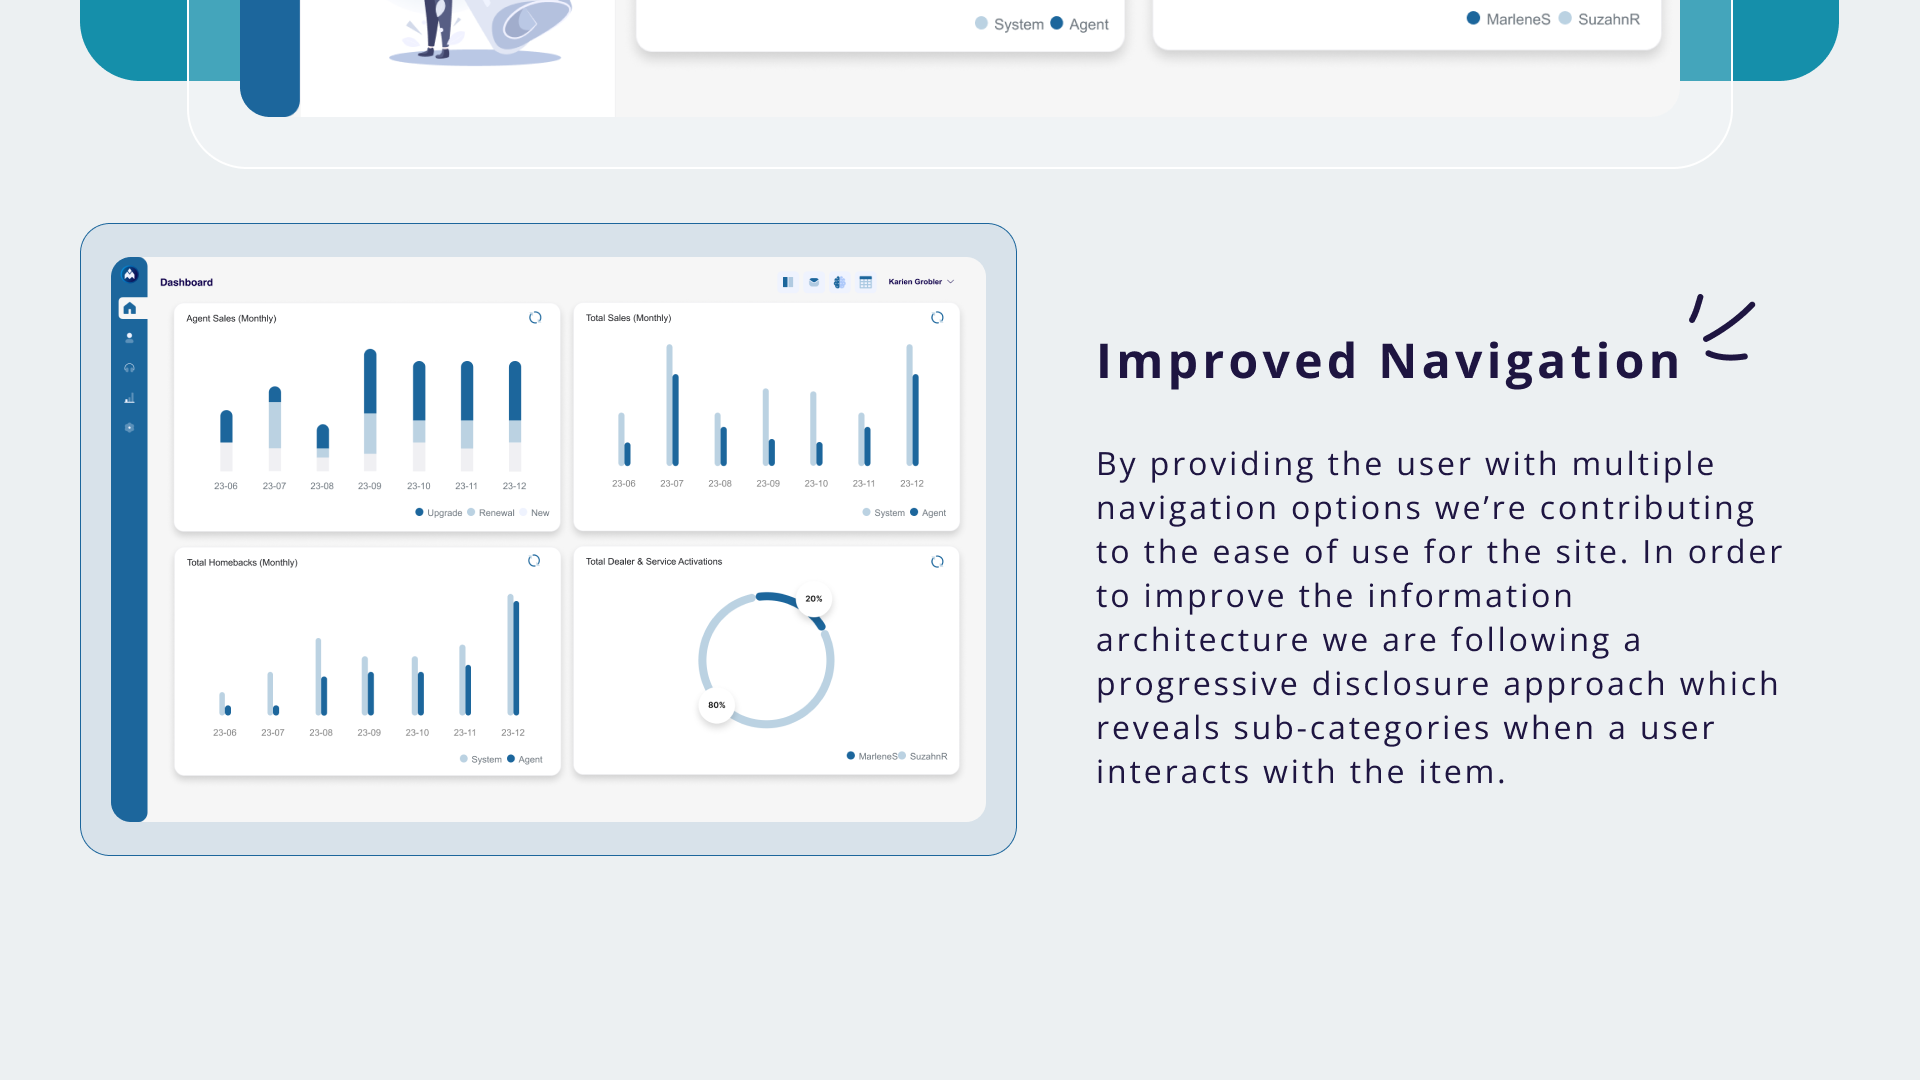 System Agent
MarleneS SuzahnR
Dashboard
Karien Grobler
Agent Sales (Monthly)
23-06 23-07 23-08 23-09 23-10 23-11 23-12
Upgrade Renewal New
Total Sales (Monthly)
23-06 23-07 23-08 23-09 23-10 23-11 23-12
System Agent
Total Homebacks (Monthly)
23-06 23-07 23-08 23-09 23-10 23-11 23-12
System Agent
Total Dealer & Service Activations
20%
80%
MarleneS SuzahnR
Improved Navigation
By providing the user with multiple
navigation options we’re contributing
to the ease of use for the site. In order
to improve the information
architecture we are following a
progressive disclosure approach which
reveals sub-categories when a user
interacts with the item.